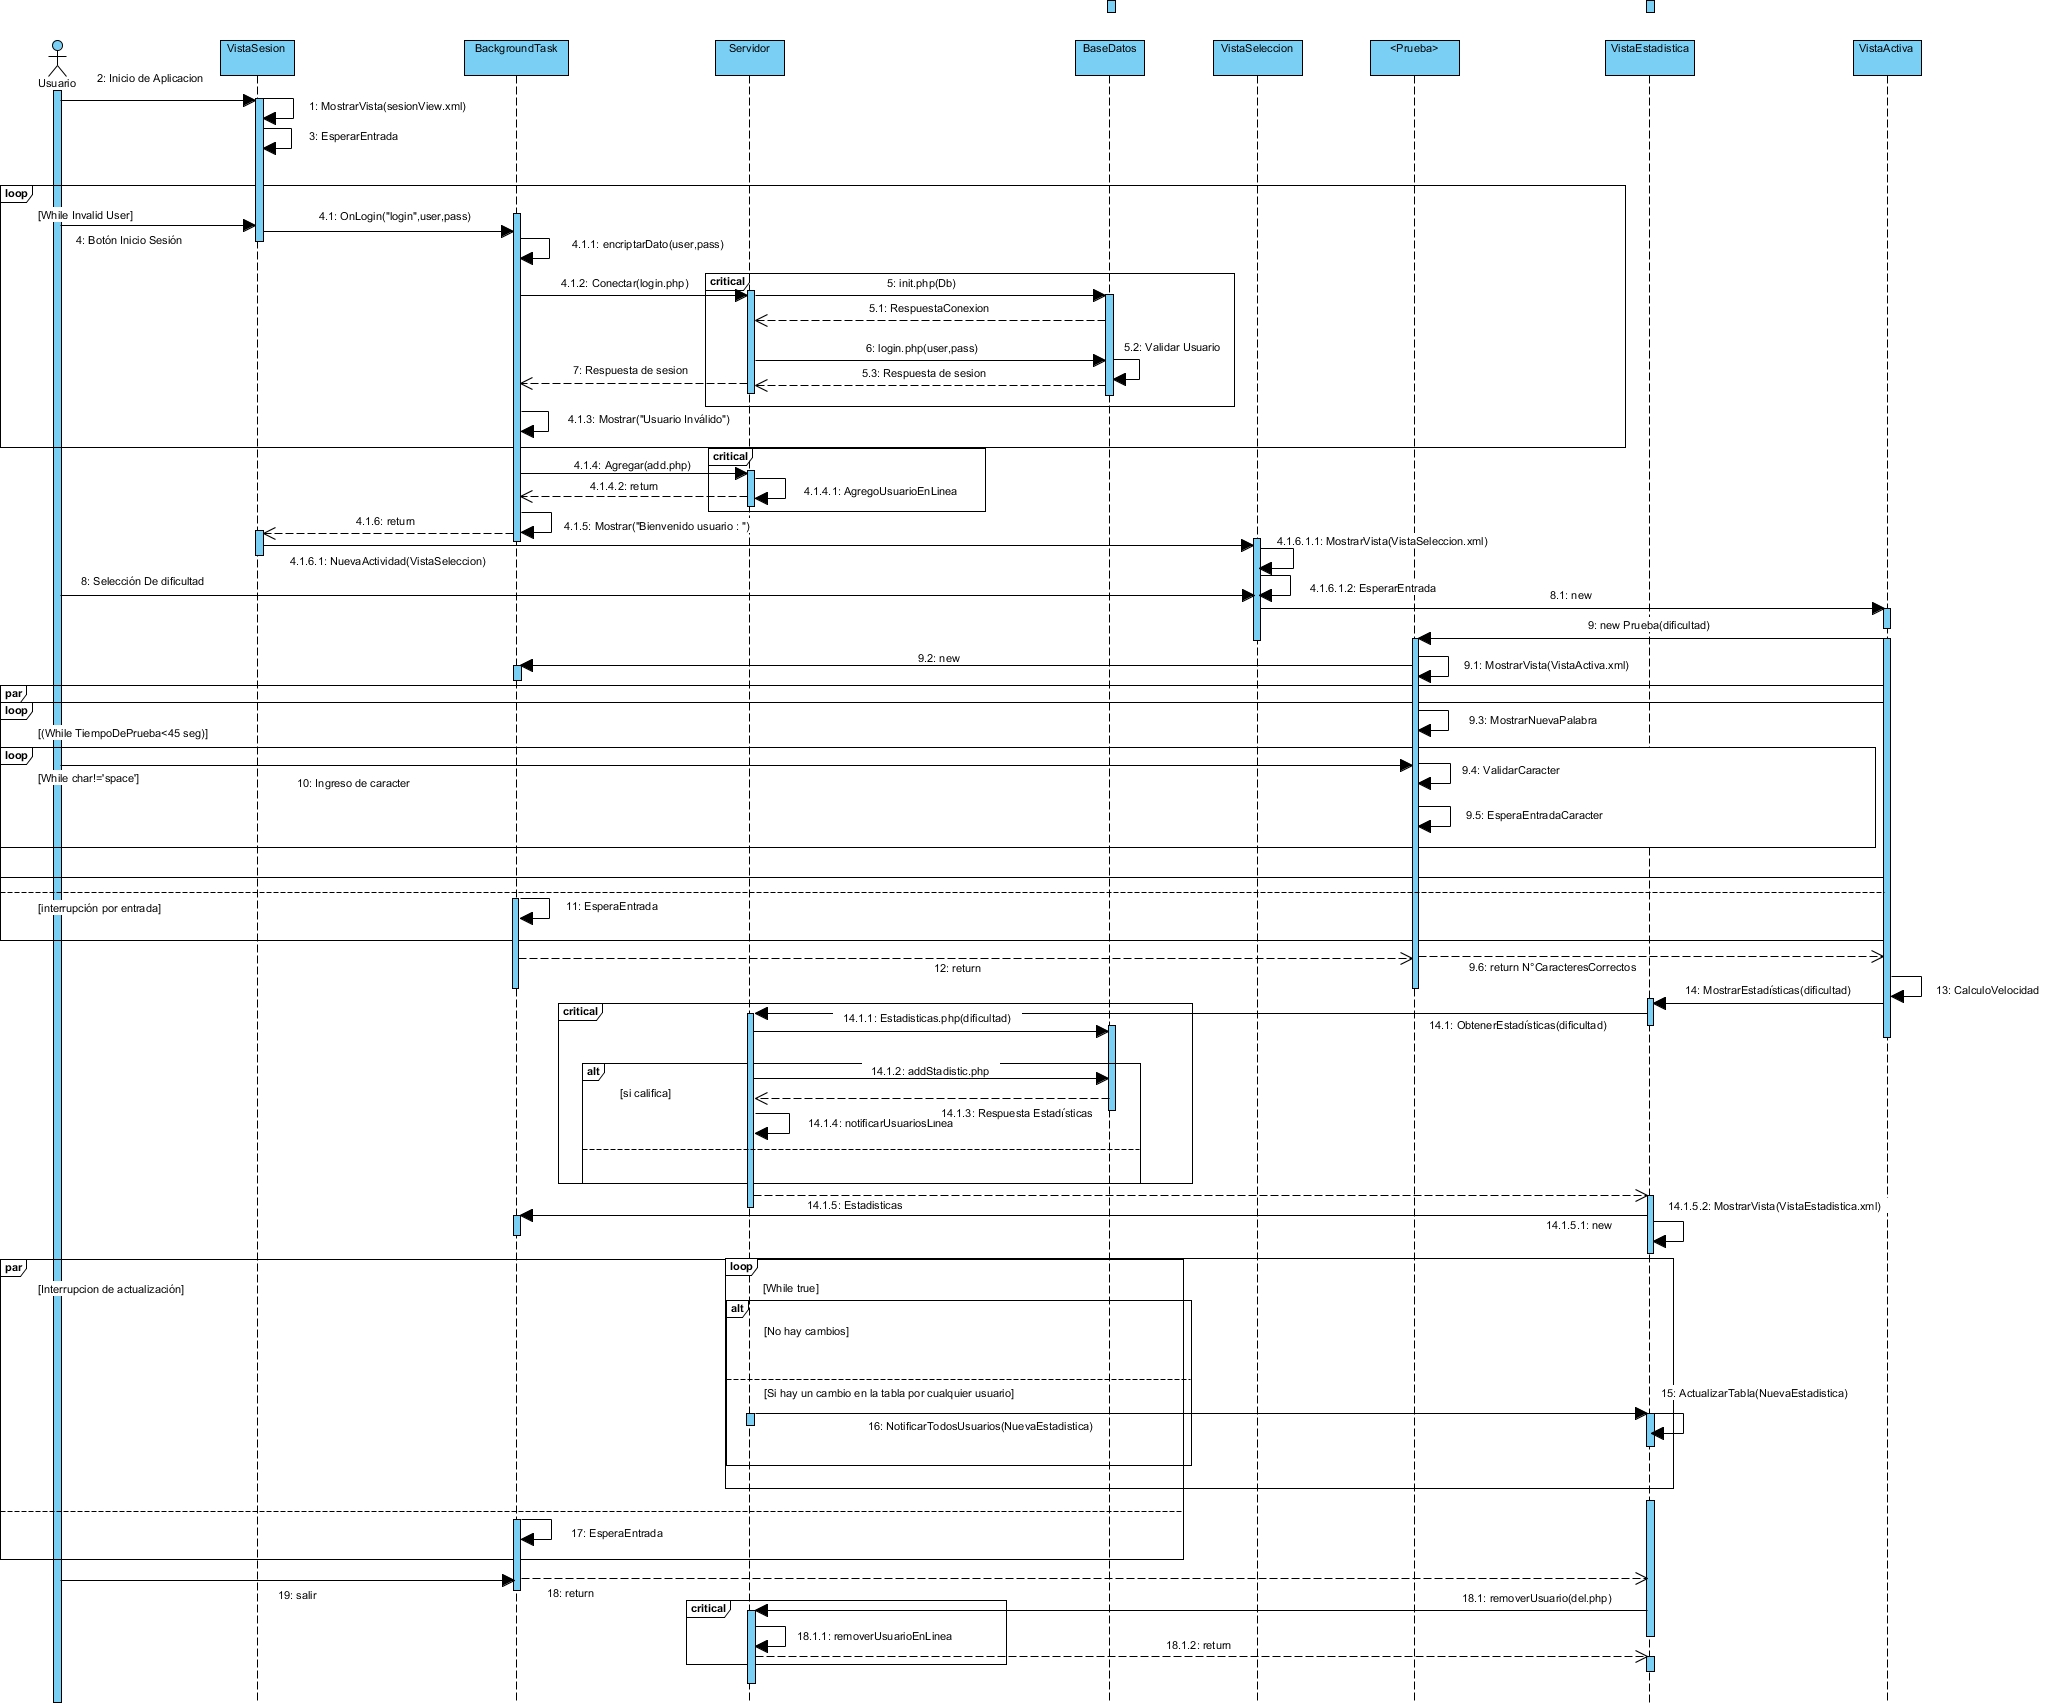 VistaSesion
BackgroundTask
Servidor
BaseDatos
VistaSeleccion
<Prueba>
VistaEstadistica
VistaActiva
Usuario
2: Inicio de Aplicacion
1: MostrarVista(sesionView.xml)
3: EsperarEntrada
loop
[While Invalid User]
4: Botón Inicio Sesión
4.1: OnLogin("login",user,pass)
4.1.1: encriptarDato(user,pass)
critical
4.1.2: Conectar(login.php)
5: init.php(Db)
5.1: RespuestaConexion
6: login.php(user,pass)
5.2: Validar Usuario
7: Respuesta de sesion
5.3: Respuesta de sesion
4.1.3: Mostrar("Usuario Inválido")
critical
4.1.4: Agregar(add.php)
4.1.4.2: return
4.1.4.1: AgregoUsuarioEnLinea
4.1.6: return
4.1.5: Mostrar("Bienvenido usuario : ")
4.1.6.1.1: MostrarVista(VistaSeleccion.xml)
4.1.6.1: NuevaActividad(VistaSeleccion)
8: Selección De dificultad
4.1.6.1.2: EsperarEntrada
8.1: new
9: new Prueba(dificultad)
9.2: new
9.1: MostrarVista(VistaActiva.xml)
par
loop
[(While TiempoDePrueba<45 seg)]
9.3: MostrarNuevaPalabra
loop
[While char!='space']
10: Ingreso de caracter
9.4: ValidarCaracter
9.5: EsperaEntradaCaracter
[interrupción por entrada]
11: EsperaEntrada
12: return
9.6: return N°CaracteresCorrectos
14: MostrarEstadísticas(dificultad)
13: CalculoVelocidad
critical
14.1.1: Estadisticas.php(dificultad)
14.1: ObtenerEstadísticas(dificultad)
alt
[si califica]
14.1.2: addStadistic.php
14.1.3: Respuesta Estadísticas
14.1.4: notificarUsuariosLinea
14.1.5: Estadisticas
14.1.5.2: MostrarVista(VistaEstadistica.xml)
14.1.5.1: new
par
[Interrupcion de actualización]
loop
[While true]
alt
[No hay cambios]
[Si hay un cambio en la tabla por cualquier usuario]
15: ActualizarTabla(NuevaEstadistica)
16: NotificarTodosUsuarios(NuevaEstadistica)
17: EsperaEntrada
19: salir
18: return
critical
18.1: removerUsuario(del.php)
18.1.1: removerUsuarioEnLinea
18.1.2: return